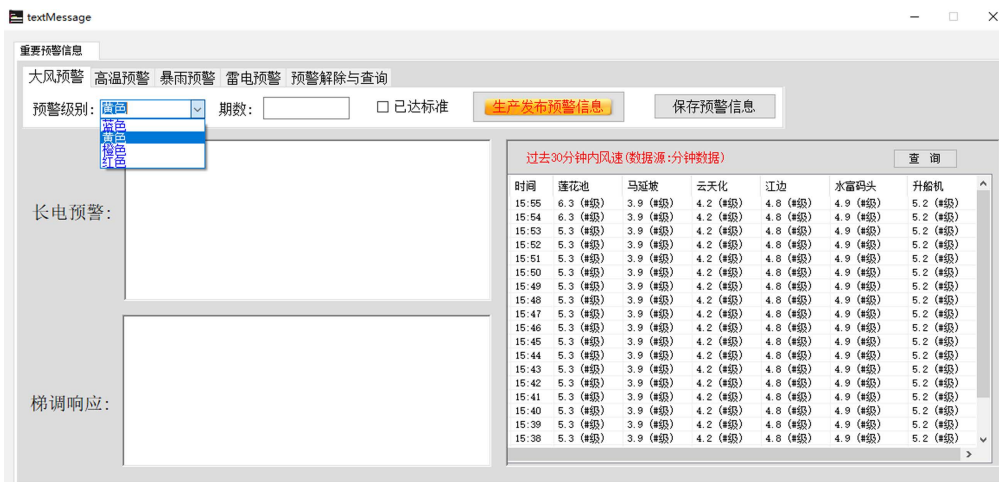 textMessage
重要预警信息
大风预警 高温预警 暴雨预警 雷电预警 预警解除与查询
预警级别: 黄色 期数: 已达标准 生产发布预警信息 保存预警信息
蓝色
黄色
橙色
红色
过去30分钟内风速(数据源:分钟数据) 查 询
长电预警:
时间 莲花池 马延坡 云天化 江边 水富码头 升船机
15:55 6.3 (#级) 3.9 (#级) 4.2 (#级) 4.8 (#级) 4.9 (#级) 5.2 (#级)
15:54 6.3 (#级) 3.9 (#级) 4.2 (#级) 4.8 (#级) 4.9 (#级) 5.2 (#级)
15:53 5.3 (#级) 3.9 (#级) 4.2 (#级) 4.8 (#级) 4.9 (#级) 5.2 (#级)
15:52 5.3 (#级) 3.9 (#级) 4.2 (#级) 4.8 (#级) 4.9 (#级) 5.2 (#级)
15:51 5.3 (#级) 3.9 (#级) 4.2 (#级) 4.8 (#级) 4.9 (#级) 5.2 (#级)
15:50 5.3 (#级) 3.9 (#级) 4.2 (#级) 4.8 (#级) 4.9 (#级) 5.2 (#级)
15:49 5.3 (#级) 3.9 (#级) 4.2 (#级) 4.8 (#级) 4.9 (#级) 5.2 (#级)
15:48 5.3 (#级) 3.9 (#级) 4.2 (#级) 4.8 (#级) 4.9 (#级) 5.2 (#级)
15:47 5.3 (#级) 3.9 (#级) 4.2 (#级) 4.8 (#级) 4.9 (#级) 5.2 (#级)
15:46 5.3 (#级) 3.9 (#级) 4.2 (#级) 4.8 (#级) 4.9 (#级) 5.2 (#级)
15:45 5.3 (#级) 3.9 (#级) 4.2 (#级) 4.8 (#级) 4.9 (#级) 5.2 (#级)
15:44 5.3 (#级) 3.9 (#级) 4.2 (#级) 4.8 (#级) 4.9 (#级) 5.2 (#级)
15:43 5.3 (#级) 3.9 (#级) 4.2 (#级) 4.8 (#级) 4.9 (#级) 5.2 (#级)
15:42 5.3 (#级) 3.9 (#级) 4.2 (#级) 4.8 (#级) 4.9 (#级) 5.2 (#级)
15:41 5.3 (#级) 3.9 (#级) 4.2 (#级) 4.8 (#级) 4.9 (#级) 5.2 (#级)
15:40 5.3 (#级) 3.9 (#级) 4.2 (#级) 4.8 (#级) 4.9 (#级) 5.2 (#级)
15:39 5.3 (#级) 3.9 (#级) 4.2 (#级) 4.8 (#级) 4.9 (#级) 5.2 (#级)
15:38 5.3 (#级) 3.9 (#级) 4.2 (#级) 4.8 (#级) 4.9 (#级) 5.2 (#级)
梯调响应: